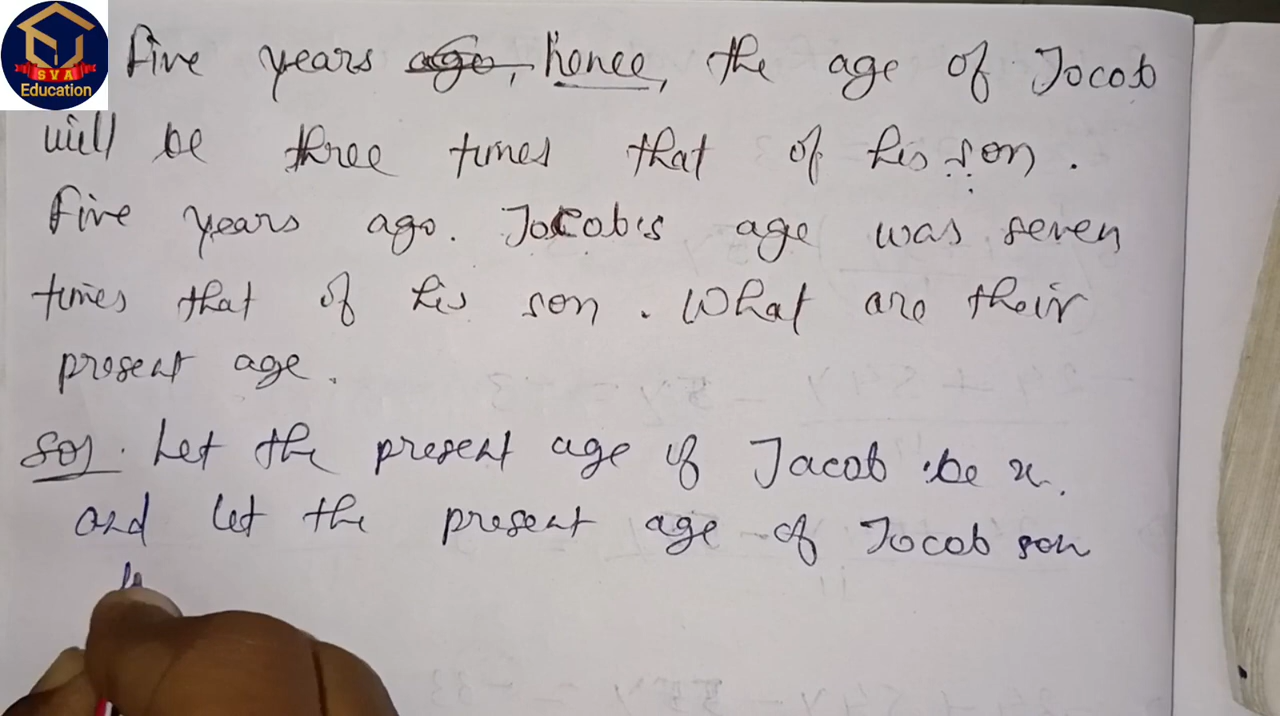 SVA
Education
Five years ago, hence, the age of Jocob
will be three times that of his son.
Five years ago. Jocob's age was seven
times that of his son. What are their
present age.
Sol. Let the present age of Jacob be x.
and let the present age of Jocob son